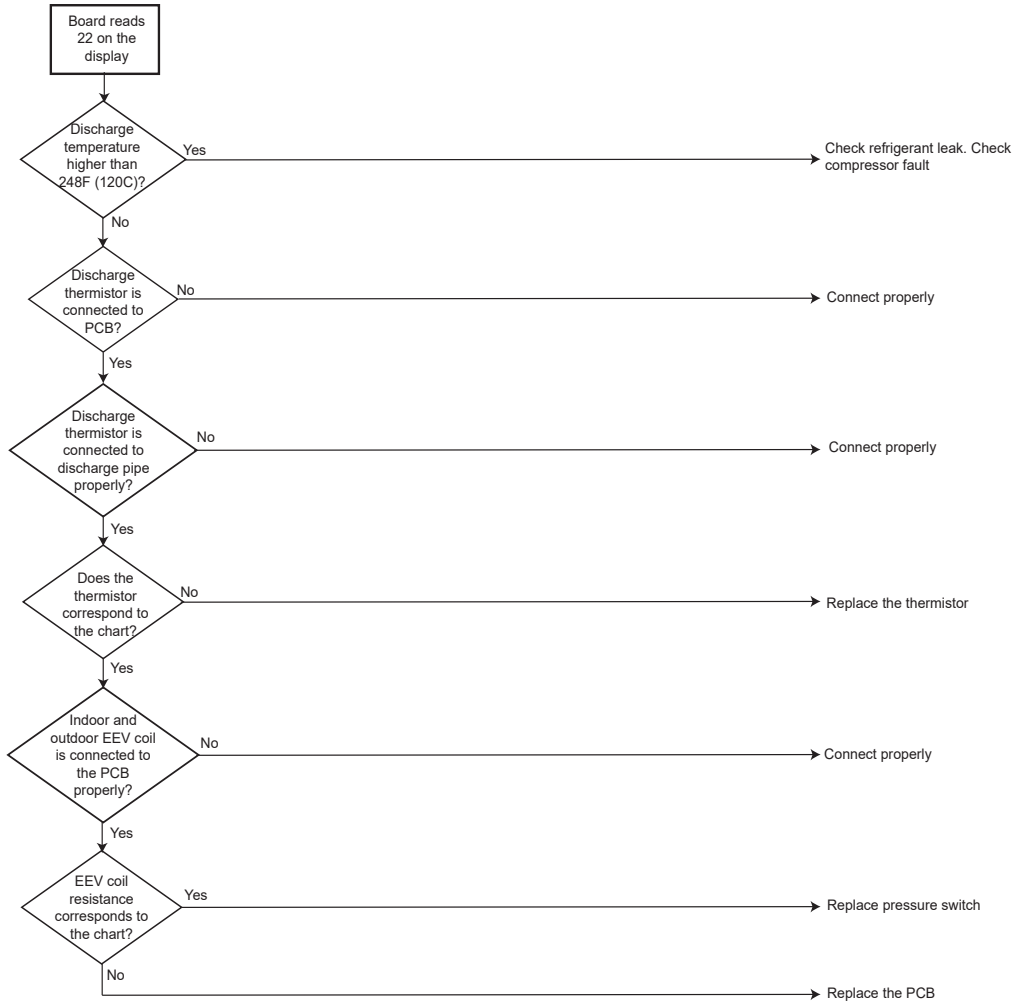 Board reads
22 on the
display
Discharge
temperature
higher than
248F (120C)?
Yes
Check refrigerant leak. Check
compressor fault
No
Discharge
thermistor is
connected to
PCB?
No
Connect properly
Yes
Discharge
thermistor is
connected to
discharge pipe
properly?
No
Connect properly
Yes
Does the
thermistor
correspond to
the chart?
No
Replace the thermistor
Yes
Indoor and
outdoor EEV coil
is connected to
the PCB
properly?
No
Connect properly
Yes
EEV coil
resistance
corresponds to
the chart?
Yes
Replace pressure switch
No
Replace the PCB